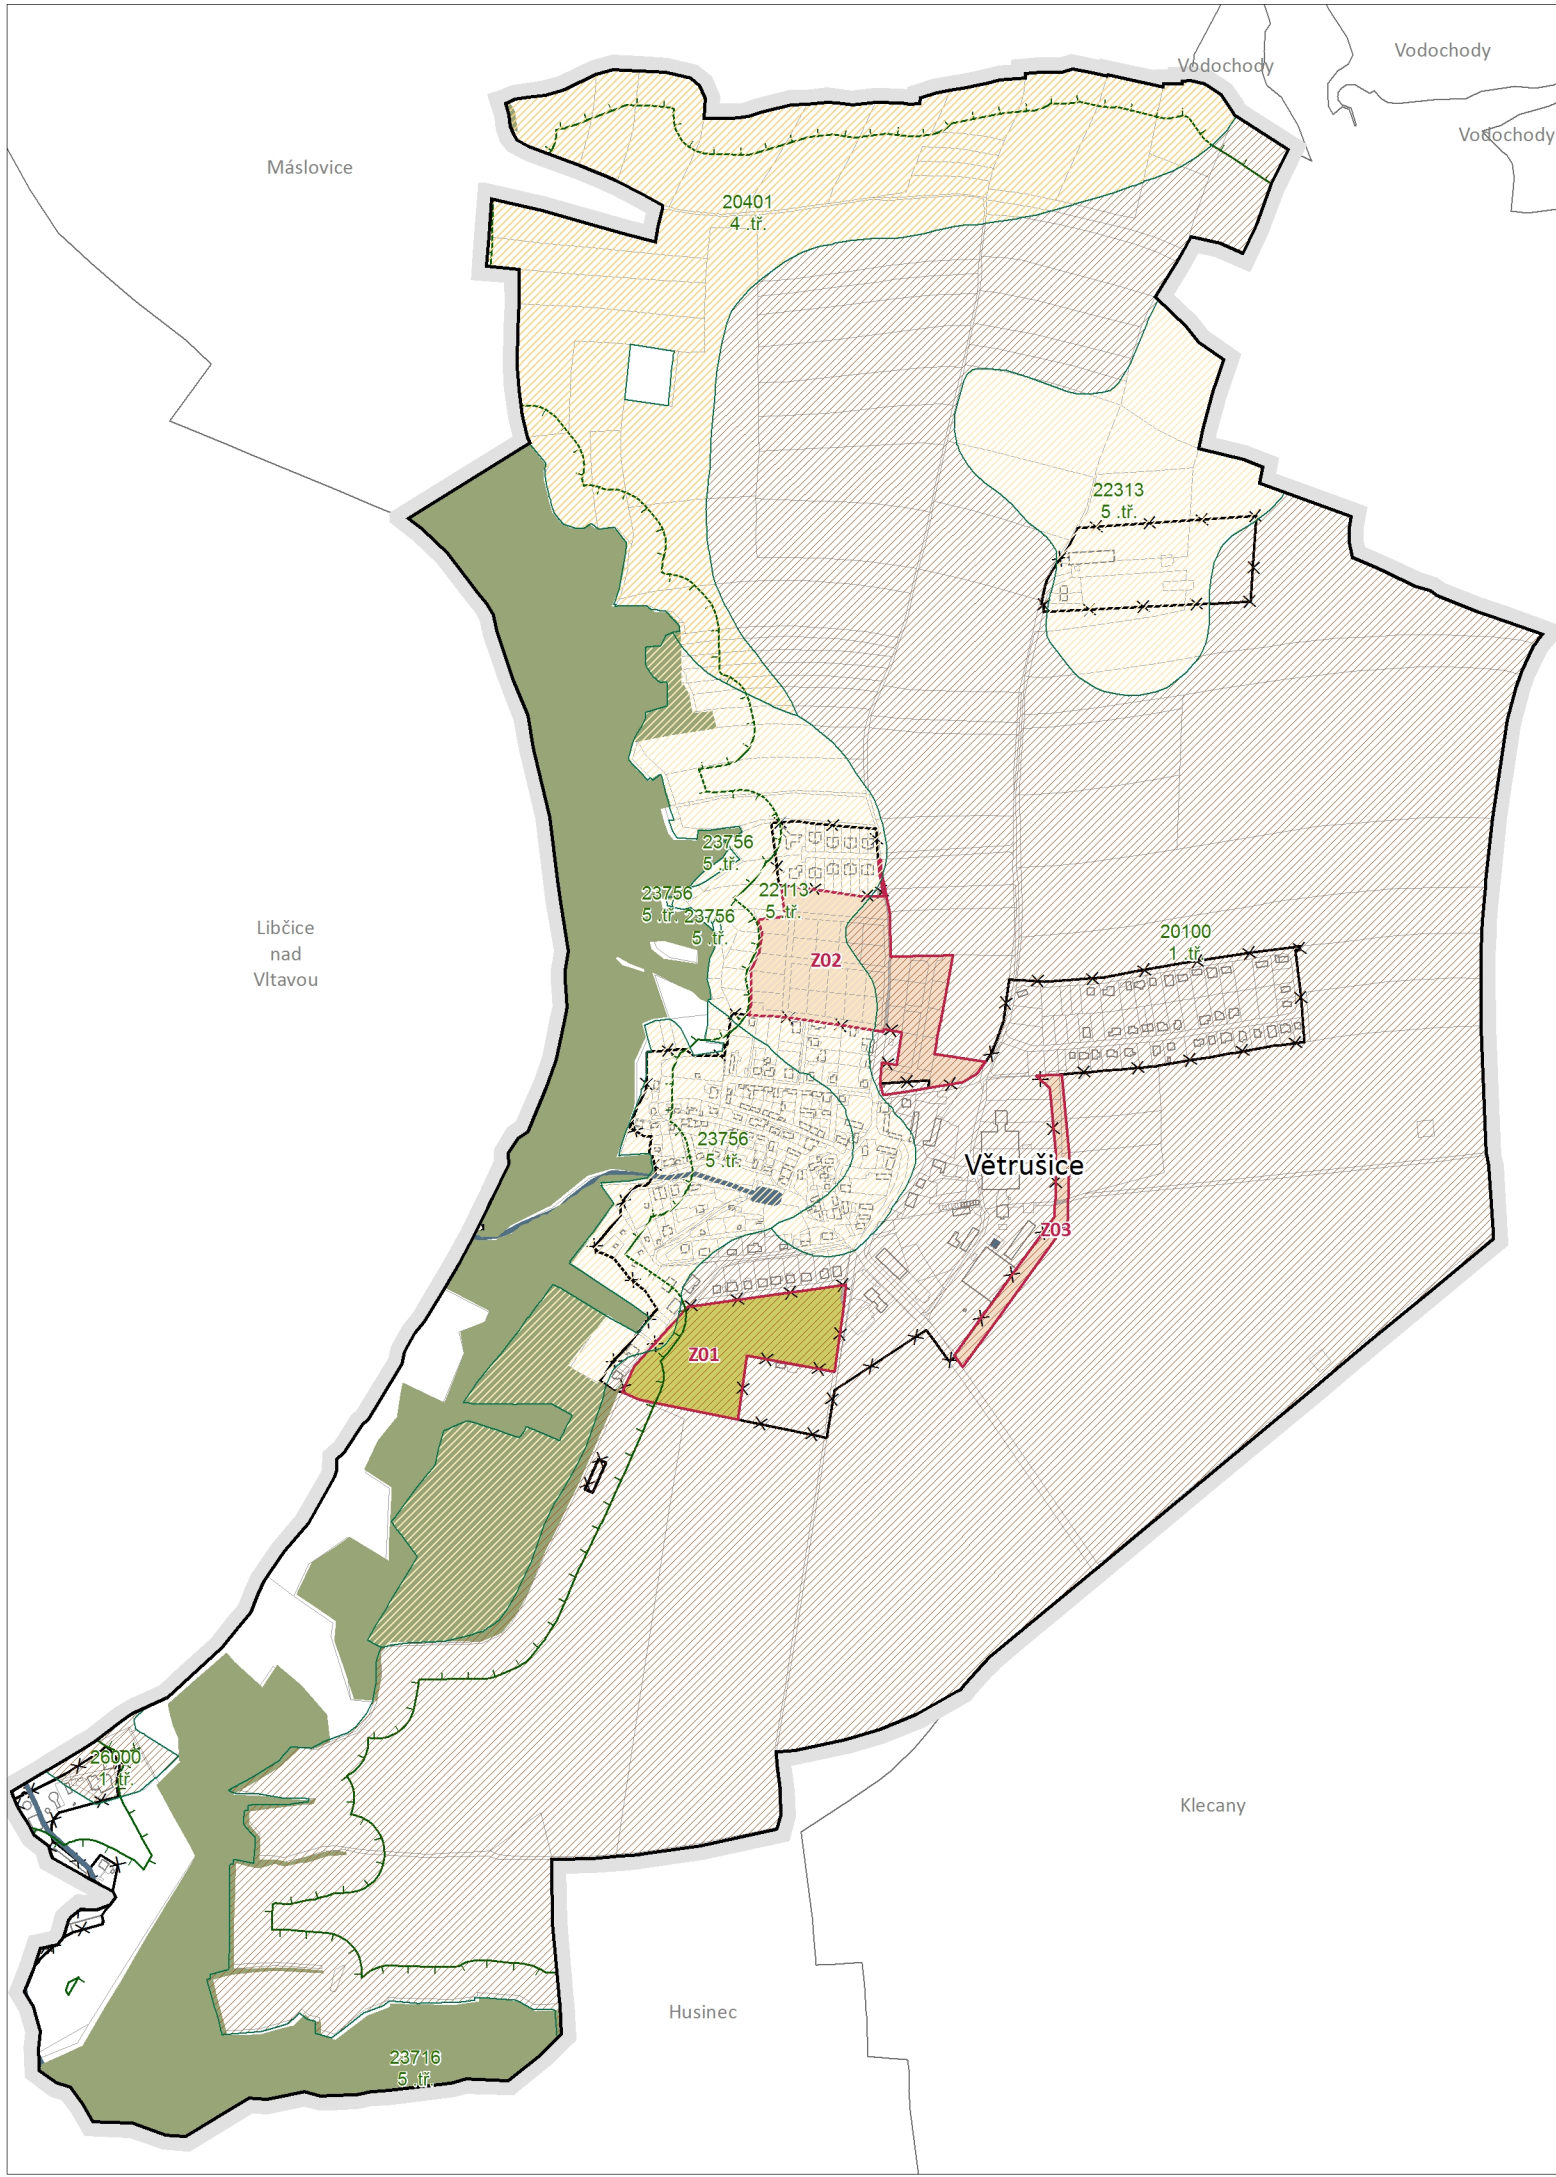 Vodochody
Vodochody
Vodochody
Máslovice
20401
4 .tř.
22313
5 .tř.
23756
5 .tř.
23756
5 .tř.
23756
5 .tř.
22113
5 .tř.
Libčice
nad
Vltavou
20100
1 .tř.
Z02
23756
5 .tř.
Větrušice
Z03
Z01
26000
1 .tř.
Klecany
Husinec
23716
5 .tř.